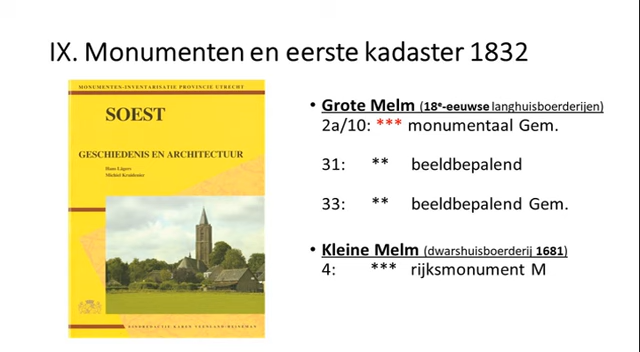 IX. Monumenten en eerste kadaster 1832
MONUMENTEN-INVENTARISATIE PROVINCIE UTRECHT
SOEST
GESCHIEDENIS EN ARCHITECTUUR
Hans Lägers
Michiel Kruidenier
• Grote Melm (18e-eeuwse langhuisboerderijen)
2a/10: *** monumentaal Gem.
31: ** beeldbepalend
33: ** beeldbepalend Gem.
• Kleine Melm (dwarshuisboerderij 1681)
4: *** rijksmonument M